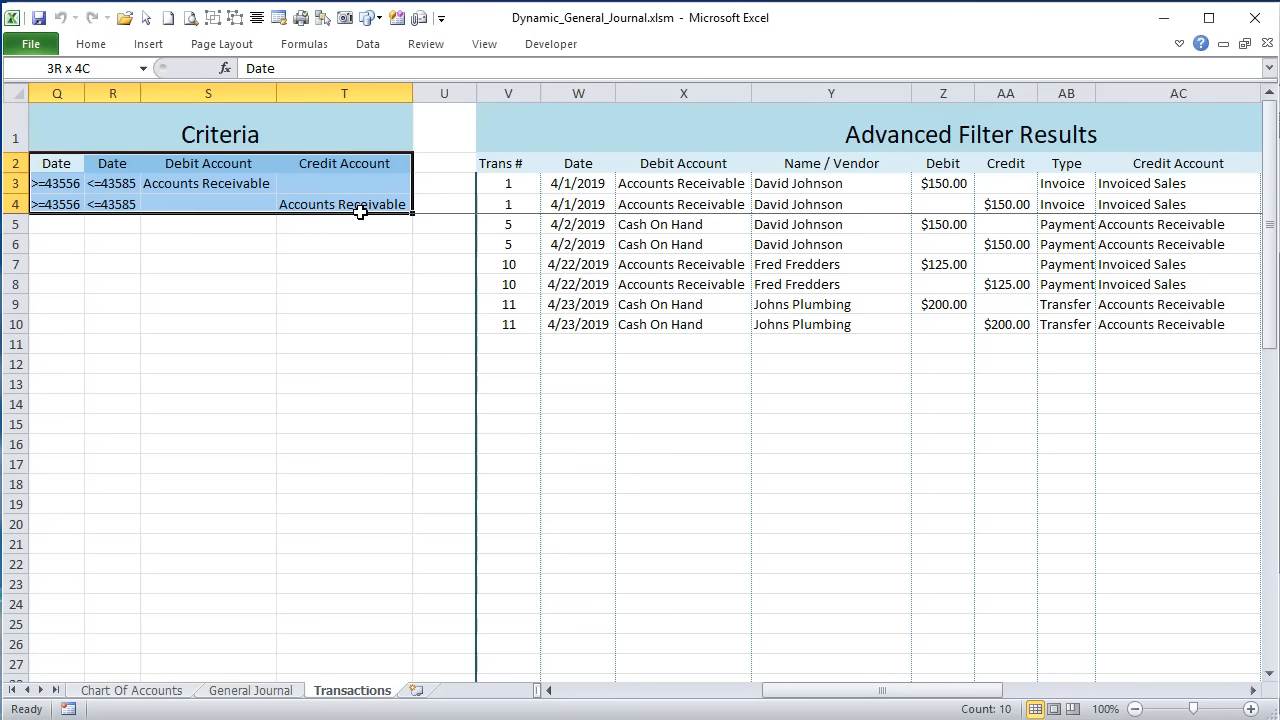 Dynamic_General_Journal.xlsm - Microsoft Excel
File Home Insert Page Layout Formulas Data Review View Developer
3R x 4C fx Date
Q R S T U V W X Y Z AA AB AC
1 Criteria Advanced Filter Results
2 Date Date Debit Account Credit Account Trans # Date Debit Account Name / Vendor Debit Credit Type Credit Account
3 >=43556 <=43585 Accounts Receivable 1 4/1/2019 Accounts Receivable David Johnson $150.00 Invoice Invoiced Sales
4 >=43556 <=43585 Accounts Receivable 1 4/1/2019 Accounts Receivable David Johnson $150.00 Invoice Invoiced Sales
5 5 4/2/2019 Cash On Hand David Johnson $150.00 Payment Accounts Receivable
6 5 4/2/2019 Cash On Hand David Johnson $150.00 Payment Accounts Receivable
7 10 4/22/2019 Accounts Receivable Fred Fredders $125.00 Payment Invoiced Sales
8 10 4/22/2019 Accounts Receivable Fred Fredders $125.00 Payment Invoiced Sales
9 11 4/23/2019 Cash On Hand Johns Plumbing $200.00 Transfer Accounts Receivable
10 11 4/23/2019 Cash On Hand Johns Plumbing $200.00 Transfer Accounts Receivable
11
12
13
14
15
16
17
18
19
20
21
22
23
24
25
26
27
Chart Of Accounts General Journal Transactions
Ready Count: 10 100%